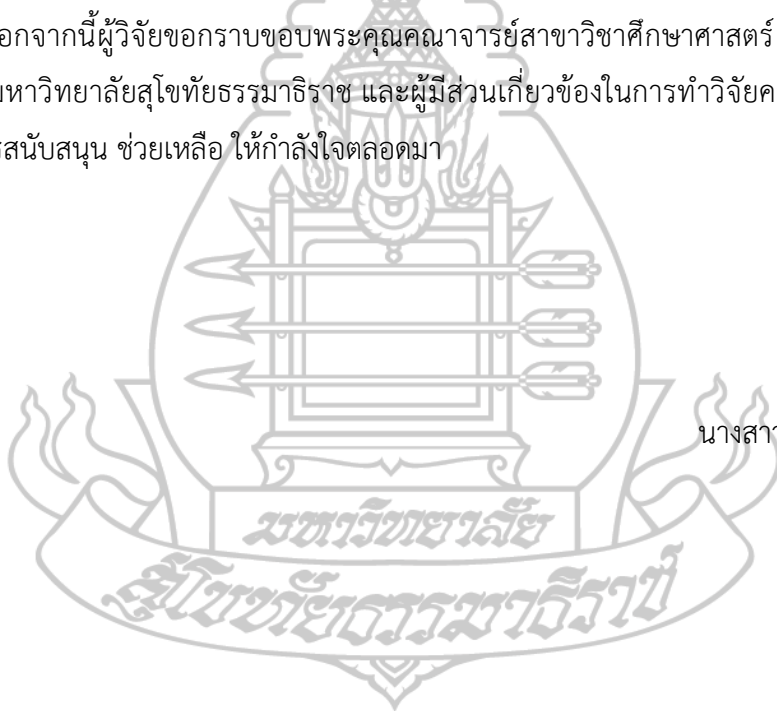 อกจากนี้ผู้วิจัยขอกราบขอบพระคุณคณาจารย์สาขาวิชาศึกษาศาสตร์
มหาวิทยาลัยสุโขทัยธรรมาธิราช และผู้มีส่วนเกี่ยวข้องในการทำวิจัยค
รสนับสนุน ช่วยเหลือ ให้กำลังใจตลอดมา
นางสาว
มหาวิทยาลัย
สุโขทัยธรรมาธิราช